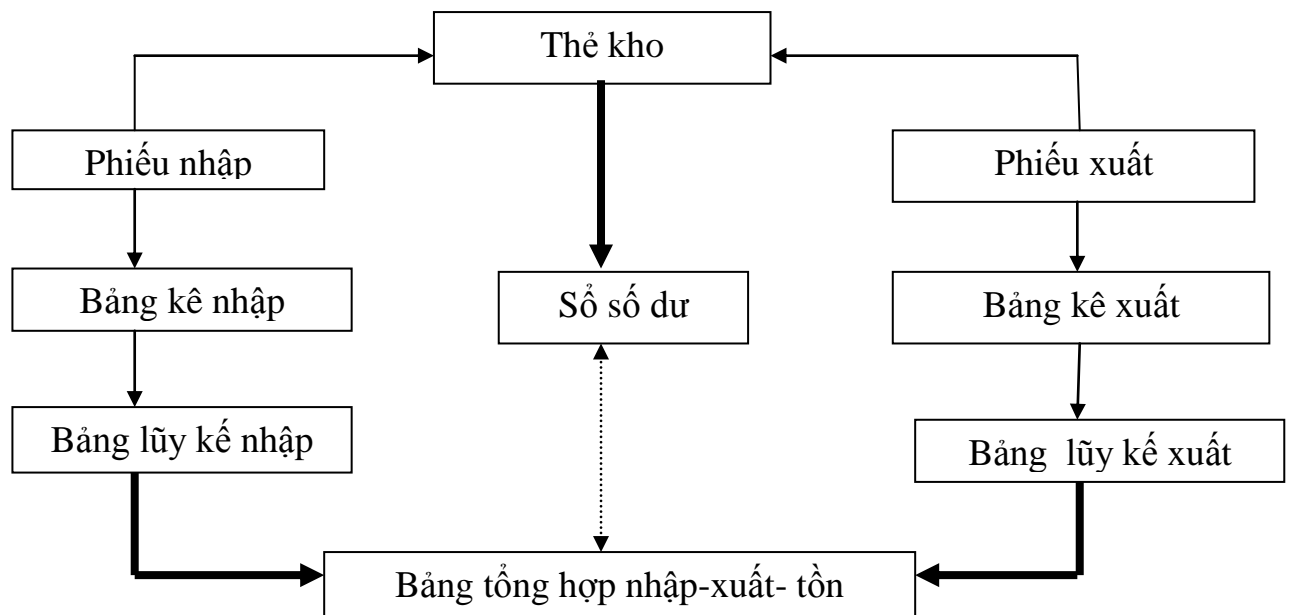 Thẻ kho
Phiếu nhập
Phiếu xuất
Bảng kê nhập
Sổ số dư
Bảng kê xuất
Bảng lũy kế nhập
Bảng lũy kế xuất
Bảng tổng hợp nhập-xuất- tồn